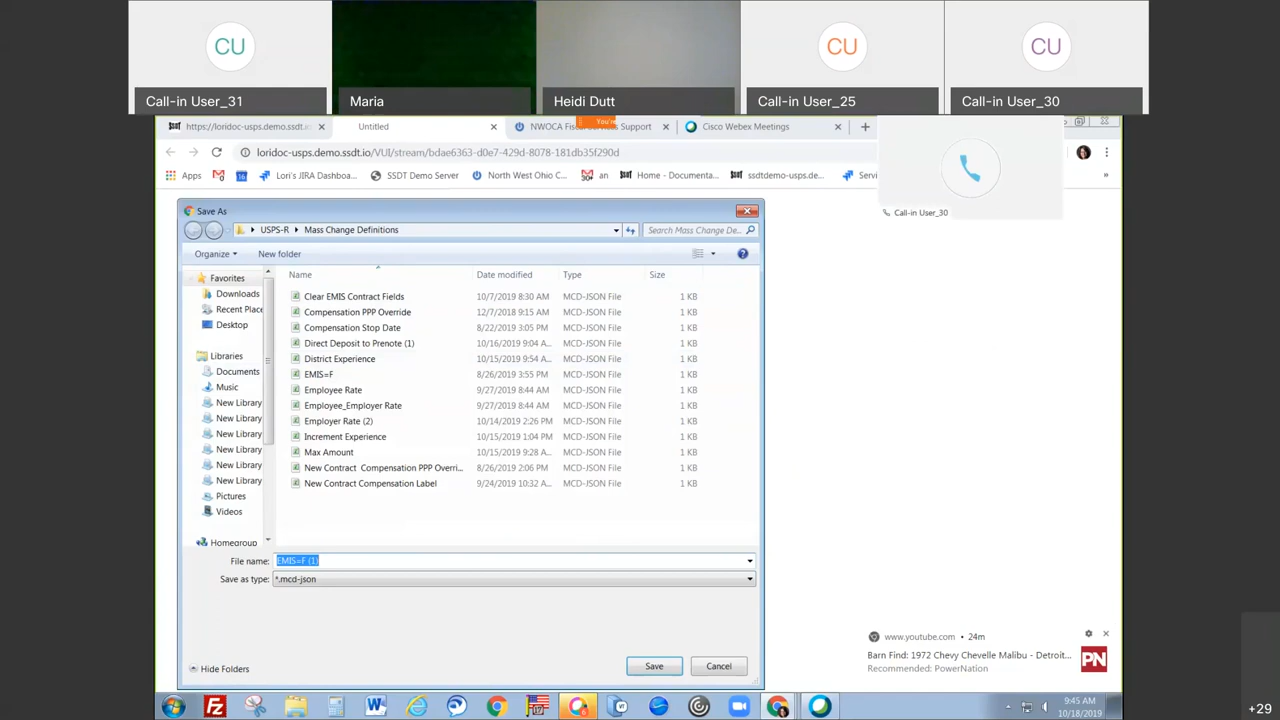 CU
CU
CU
Call-in User_31
Maria
Heidi Dutt
Call-in User_25
Call-in User_30
https://loridoc-usps.demo.ssdt.io
Untitled
NWOCA Fiscal Services Support
You're
Cisco Webex Meetings
loridoc-usps.demo.ssdt.io/VUI/stream/bdae6363-d0e7-429d-8078-181db35f290d
Apps
Lori's JIRA Dashboa...
SSDT Demo Server
North West Ohio C...
an
Home - Documenta...
ssdtdemo-usps.de...
Servi
Call-in User_30
Save As
USPS-R
Mass Change Definitions
Search Mass Change De...
Organize
New folder
Name
Date modified
Type
Size
Favorites
Downloads
Recent Place
Desktop
Libraries
Documents
Music
New Library
New Library
New Library
New Library
New Library
New Library
Pictures
Videos
Homegroup
Clear EMIS Contract Fields 10/7/2019 8:30 AM MCD-JSON File 1 KB
Compensation PPP Override 12/7/2018 9:15 AM MCD-JSON File 1 KB
Compensation Stop Date 8/22/2019 3:05 PM MCD-JSON File 1 KB
Direct Deposit to Prenote (1) 10/16/2019 9:04 A... MCD-JSON File 1 KB
District Experience 10/15/2019 9:54 A... MCD-JSON File 1 KB
EMIS=F 8/26/2019 3:55 PM MCD-JSON File 1 KB
Employee Rate 9/27/2019 8:44 AM MCD-JSON File 1 KB
Employee_Employer Rate 9/27/2019 8:44 AM MCD-JSON File 1 KB
Employer Rate (2) 10/14/2019 2:26 PM MCD-JSON File 1 KB
Increment Experience 10/15/2019 1:04 PM MCD-JSON File 1 KB
Max Amount 10/15/2019 9:28 A... MCD-JSON File 1 KB
New Contract Compensation PPP Overri... 8/26/2019 2:06 PM MCD-JSON File 1 KB
New Contract Compensation Label 9/24/2019 10:32 A... MCD-JSON File 1 KB
File name: EMIS=F (1)
Save as type: *.mcd-json
Hide Folders
Save
Cancel
www.youtube.com • 24m
Barn Find: 1972 Chevy Chevelle Malibu - Detroit...
Recommended: PowerNation
PN
9:45 AM
10/18/2019
+29